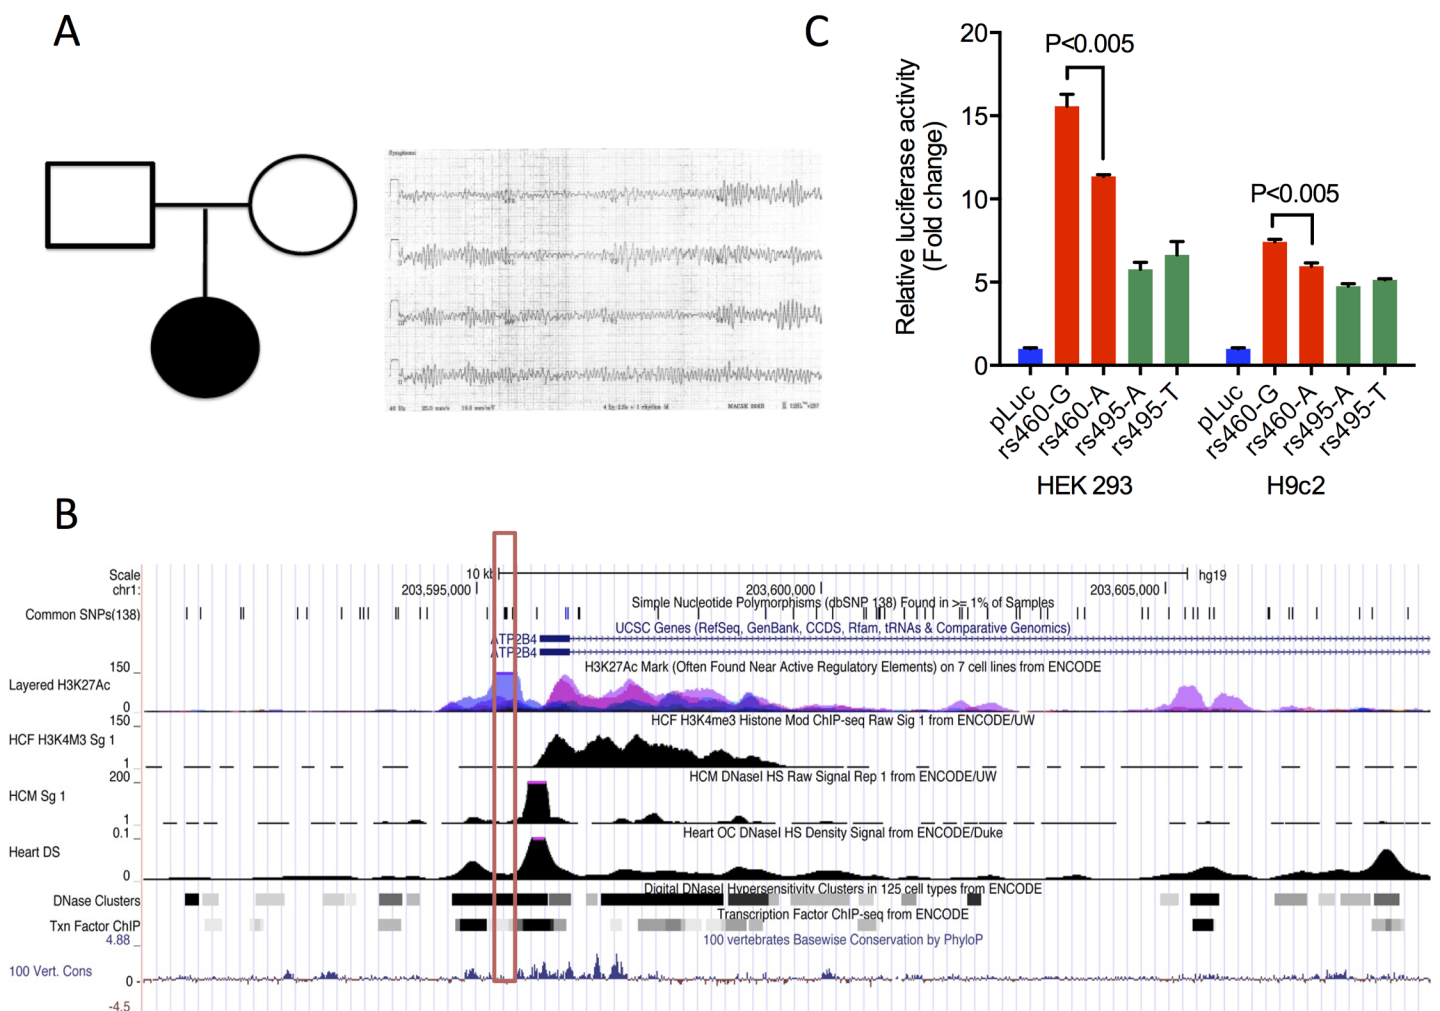 A
Symptoms
25.0 mm/s
C
20
15
10
5
0
Relative luciferase activity
(Fold change)
P<0.005
P<0.005
pLuc
rs460-G
rs460-A
rs495-A
rs495-T
pLuc
rs460-G
rs460-A
rs495-A
rs495-T
HEK 293
H9c2
B
Scale
10 kb
hg19
chr1:
203,595,000
203,600,000
203,605,000
Simple Nucleotide Polymorphisms (dbSNP 138) Found in >= 1% of Samples
Common SNPs(138)
UCSC Genes (RefSeq, GenBank, CCDS, Rfam, tRNAs & Comparative Genomics)
ATP2B4
ATP2B4
H3K27Ac Mark (Often Found Near Active Regulatory Elements) on 7 cell lines from ENCODE
150
Layered H3K27Ac
0
HCF H3K4me3 Histone Mod ChIP-seq Raw Sig 1 from ENCODE/UW
150
HCF H3K4M3 Sg 1
1
HCM DNaseI HS Raw Signal Rep 1 from ENCODE/UW
200
HCM Sg 1
1
Heart OC DNaseI HS Density Signal from ENCODE/Duke
0.1
Heart DS
0
Digital DNaseI Hypersensitivity Clusters in 125 cell types from ENCODE
DNase Clusters
Transcription Factor ChIP-seq from ENCODE
Txn Factor ChIP
100 vertebrates Basewise Conservation by PhyloP
4.88
100 Vert. Cons
0
-4.5